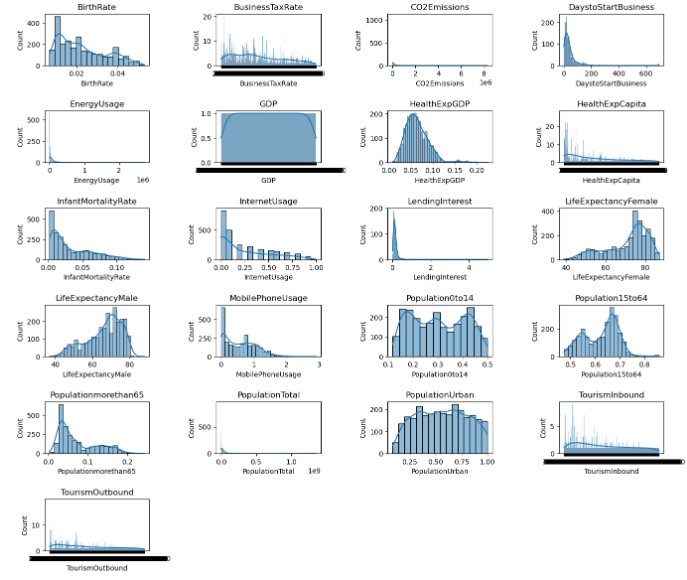 BirthRate
BusinessTaxRate
CO2Emissions
DaystoStartBusiness
400
200
0
Count
0.02 0.04
BirthRate
20
10
0
Count
BusinessTaxRate
1000
500
0
Count
0 2 4 6 8
1e6
CO2Emissions
200
100
0
Count
0 200 400 600
DaystoStartBusiness
EnergyUsage
GDP
HealthExpGDP
HealthExpCapita
500
250
0
Count
0 1 2
1e6
EnergyUsage
1.0
0.5
0.0
Count
GDP
200
100
0
Count
0.00 0.05 0.10 0.15 0.20
HealthExpGDP
20
10
0
Count
HealthExpCapita
InfantMortalityRate
InternetUsage
LendingInterest
LifeExpectancyFemale
500
250
0
Count
0.00 0.05 0.10
InfantMortalityRate
500
0
Count
0.00 0.25 0.50 0.75 1.00
InternetUsage
200
100
0
Count
0 2 4
LendingInterest
400
200
0
Count
40 60 80
LifeExpectancyFemale
LifeExpectancyMale
MobilePhoneUsage
Population0to14
Population15to64
200
0
Count
40 60 80
LifeExpectancyMale
500
250
0
Count
0 1 2 3
MobilePhoneUsage
200
100
0
Count
0.1 0.2 0.3 0.4 0.5
Population0to14
200
0
Count
0.5 0.6 0.7 0.8
Population15to64
Populationmorethan65
PopulationTotal
PopulationUrban
TourismInbound
500
250
0
Count
0.0 0.1 0.2
Populationmorethan65
400
200
0
Count
0.0 0.5 1.0
1e9
PopulationTotal
200
100
0
Count
0.25 0.50 0.75 1.00
PopulationUrban
5
0
Count
TourismInbound
TourismOutbound
10
0
Count
TourismOutbound